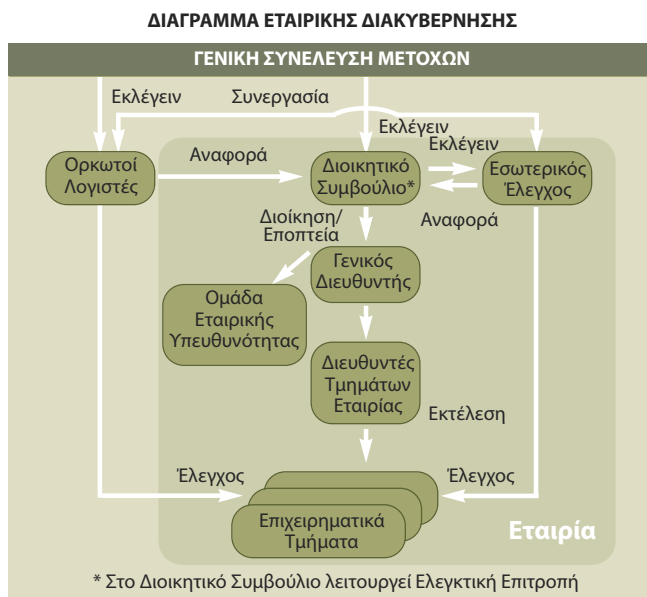 ΔΙΑΓΡΑΜΜΑ ΕΤΑΙΡΙΚΗΣ ΔΙΑΚΥΒΕΡΝΗΣΗΣ
ΓΕΝΙΚΗ ΣΥΝΕΛΕΥΣΗ ΜΕΤΟΧΩΝ
Εκλέγειν
Συνεργασία
Εκλέγειν
Εκλέγειν
Ορκωτοί
Λογιστές
Αναφορά
Διοικητικό
Συμβούλιο*
Εσωτερικός
Έλεγχος
Αναφορά
Διοίκηση/
Εποπτεία
Γενικός
Διευθυντής
Ομάδα
Εταιρικής
Υπευθυνότητας
Διευθυντές
Τμημάτων
Εταιρίας
Εκτέλεση
Έλεγχος
Έλεγχος
Επιχειρηματικά
Τμήματα
Εταιρία
* Στο Διοικητικό Συμβούλιο λειτουργεί Ελεγκτική Επιτροπή